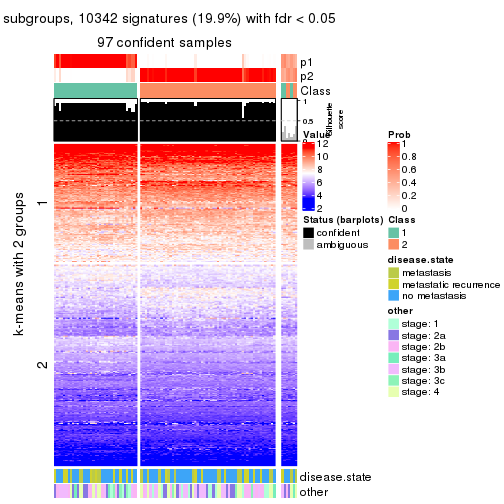 subgroups, 10342 signatures (19.9%) with fdr < 0.05
97 confident samples
p1
p2
Class
1
0.5
0
Silhouette
score
k-means with 2 groups
1
2
Value
12
10
8
6
4
2
Prob
1
0.8
0.6
0.4
0.2
0
Status (barplots)
confident
ambiguous
Class
1
2
disease.state
metastasis
metastatic recurrence
no metastasis
other
stage: 1
stage: 2a
stage: 2b
stage: 3a
stage: 3b
stage: 3c
stage: 4
disease.state
other